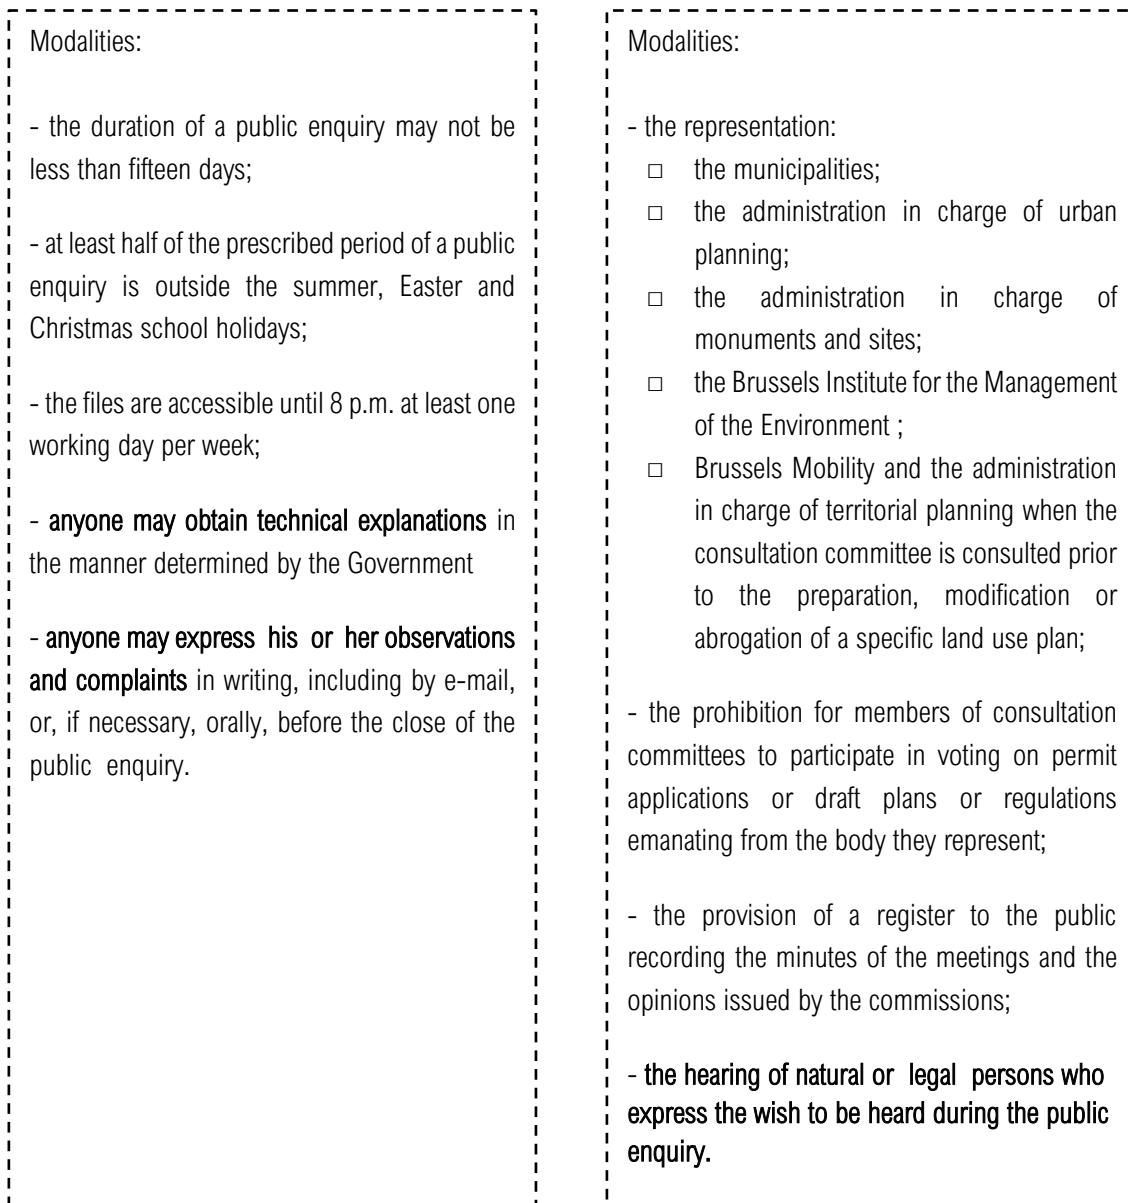 Modalities:
- the duration of a public enquiry may not be
less than fifteen days;
- at least half of the prescribed period of a public
enquiry is outside the summer, Easter and
Christmas school holidays;
- the files are accessible until 8 p.m. at least one
working day per week;
- anyone may obtain technical explanations in
the manner determined by the Government
- anyone may express his or her observations
and complaints in writing, including by e-mail,
or, if necessary, orally, before the close of the
public enquiry.
Modalities:
- the representation:
□ the municipalities;
□ the administration in charge of urban
planning;
□ the administration in charge of
monuments and sites;
□ the Brussels Institute for the Management
of the Environment ;
□ Brussels Mobility and the administration
in charge of territorial planning when the
consultation committee is consulted prior
to the preparation, modification or
abrogation of a specific land use plan;
- the prohibition for members of consultation
committees to participate in voting on permit
applications or draft plans or regulations
emanating from the body they represent;
- the provision of a register to the public
recording the minutes of the meetings and the
opinions issued by the commissions;
- the hearing of natural or legal persons who
express the wish to be heard during the public
enquiry.